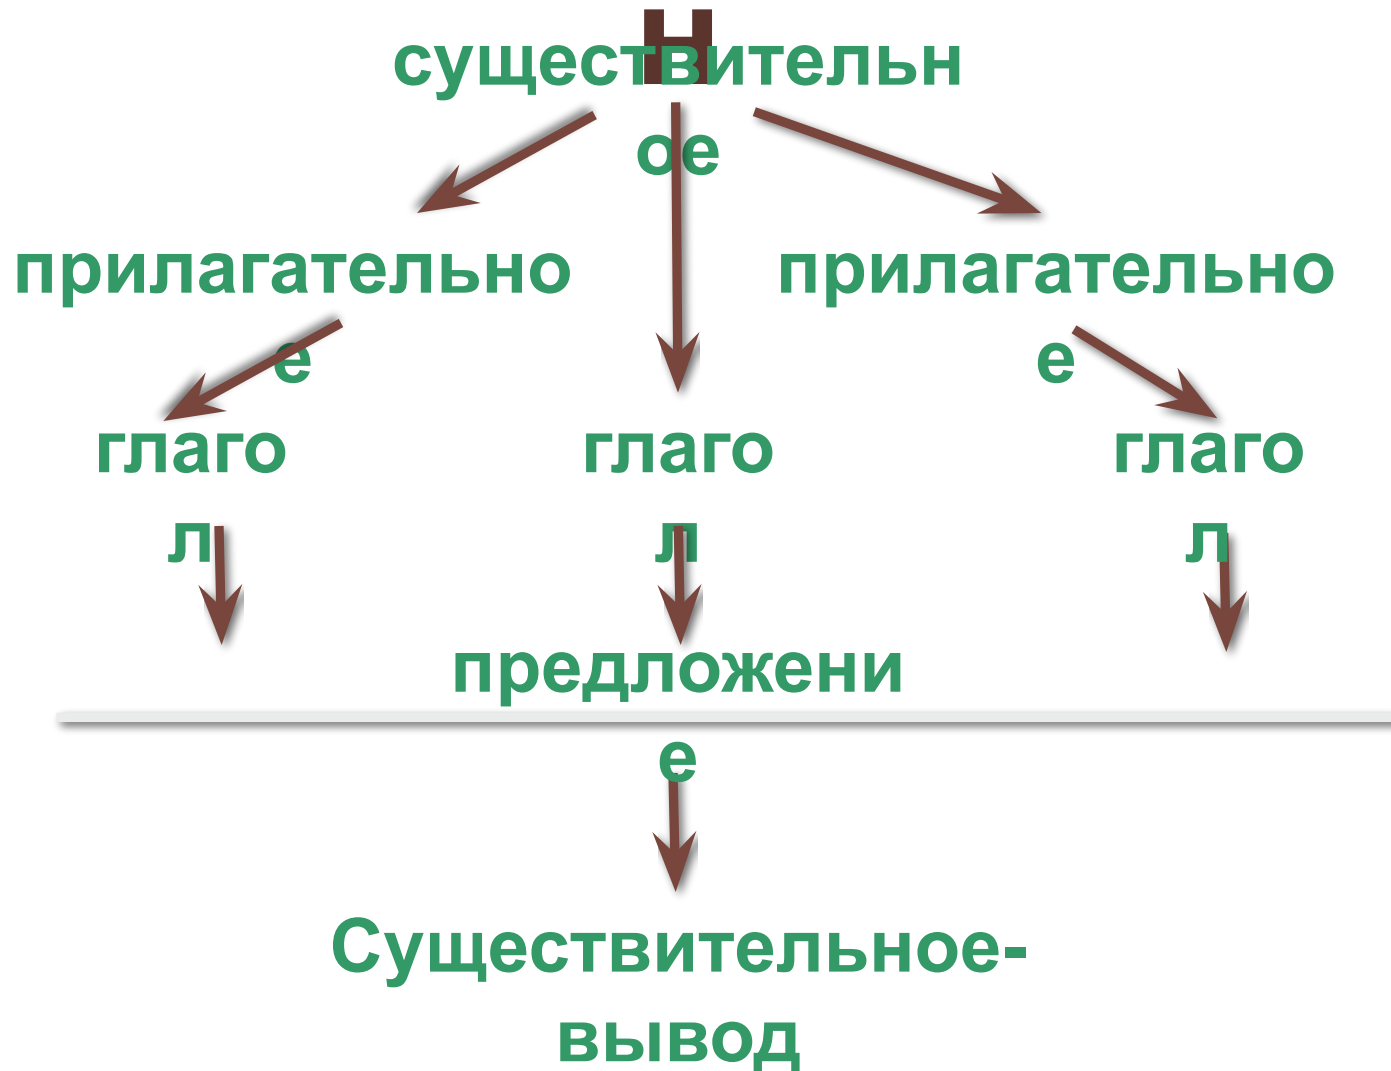 Н
существительн
ое
прилагательно
е
прилагательно
е
глаго
л
глаго
л
глаго
л
предложени
е
Существительное-
вывод